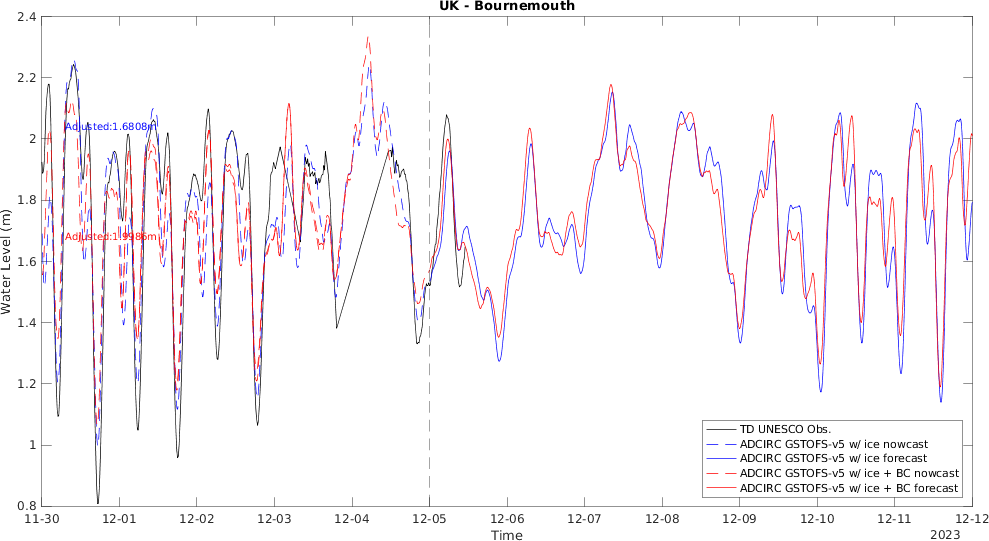 UK - Bournemouth
2.4
2.2
2
1.8
1.6
1.4
1.2
1
0.8
Water Level (m)
Adjusted:1.6808m
Adjusted:1.9986m
TD UNESCO Obs.
ADCIRC GSTOFS-v5 w/ ice nowcast
ADCIRC GSTOFS-v5 w/ ice forecast
ADCIRC GSTOFS-v5 w/ ice + BC nowcast
ADCIRC GSTOFS-v5 w/ ice + BC forecast
11-30 12-01 12-02 12-03 12-04 12-05 12-06 12-07 12-08 12-09 12-10 12-11 12-12
Time
2023